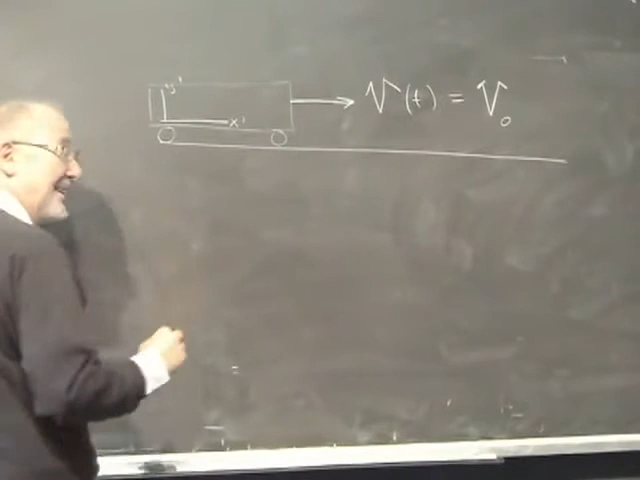 y'
x'
V(t) = V₀